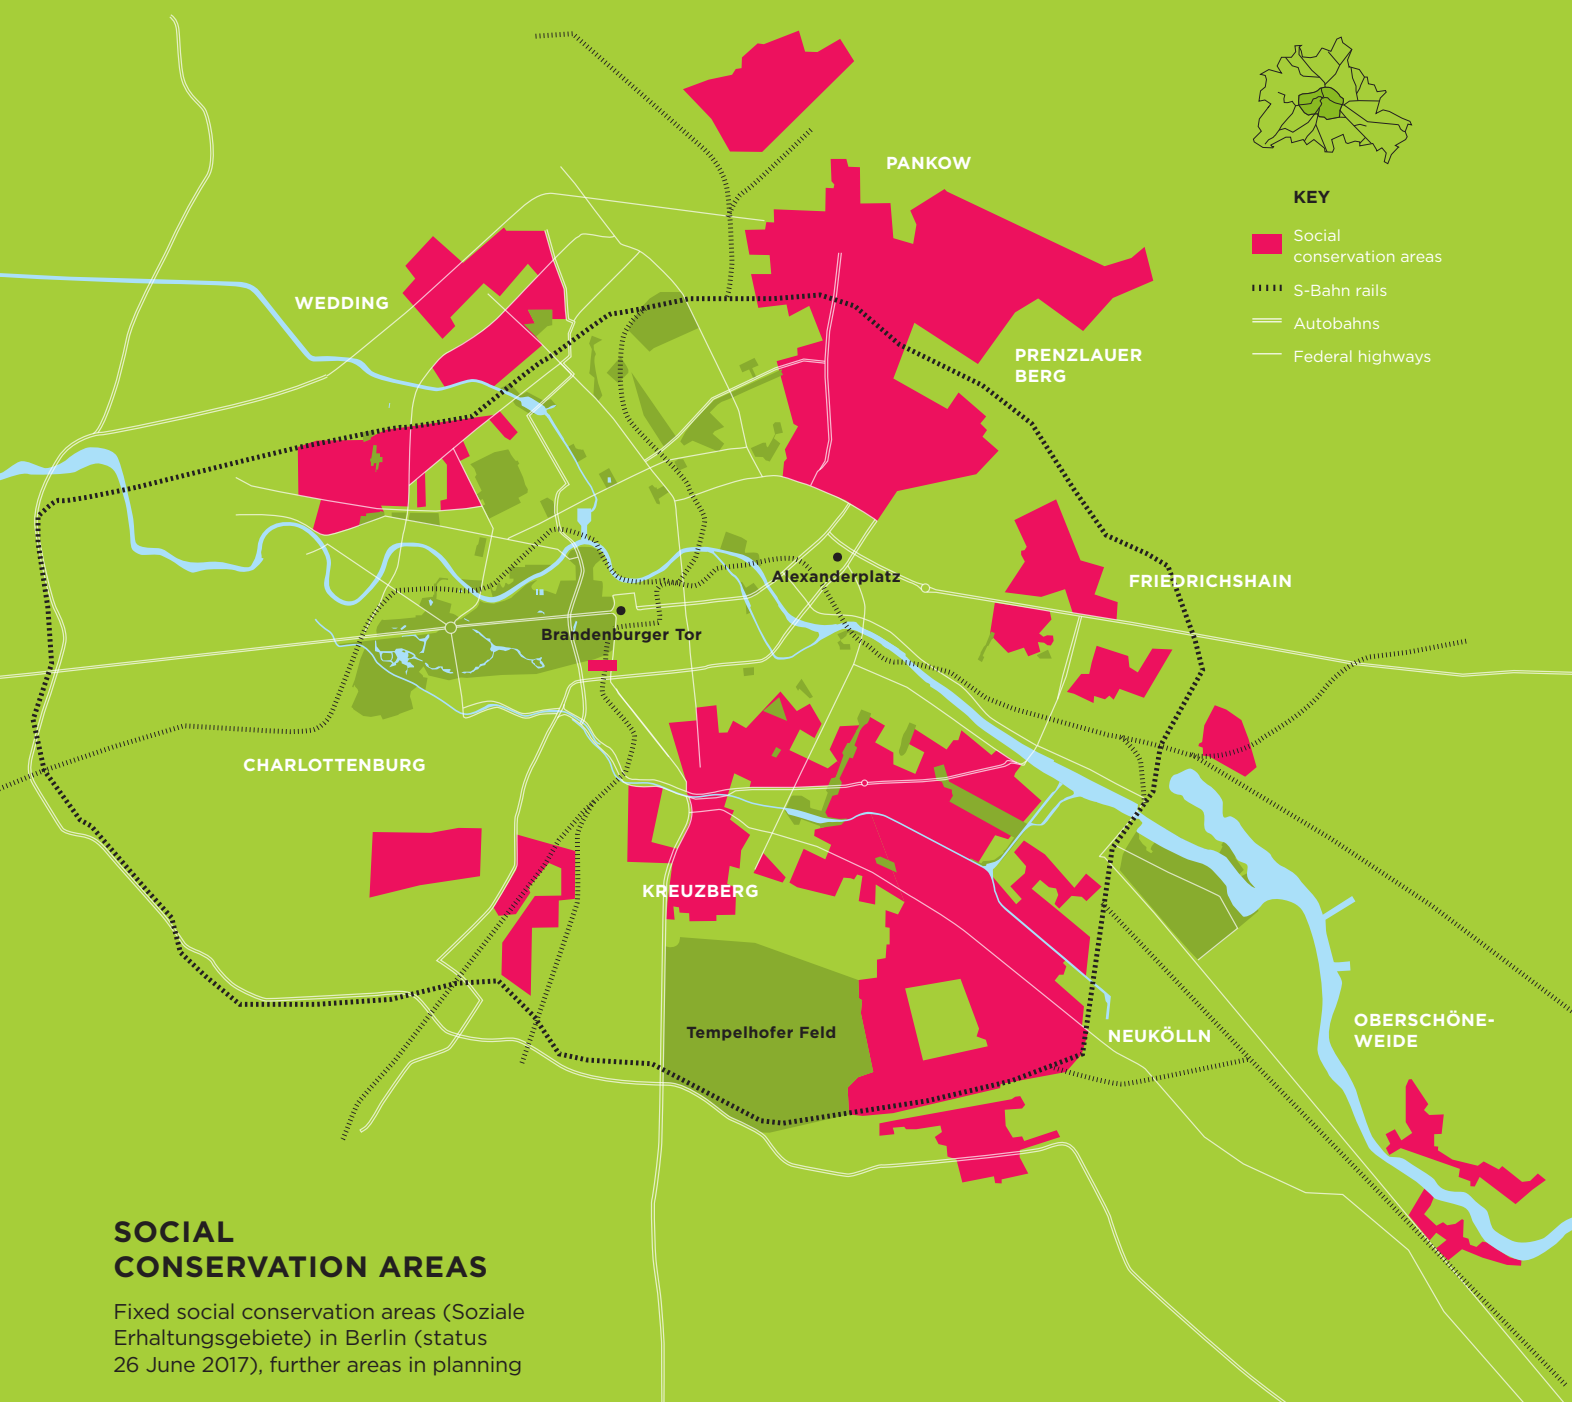 PANKOW
KEY
Social
conservation areas
S-Bahn rails
Autobahns
Federal highways
WEDDING
PRENZLAUER
BERG
FRIEDRICHSHAIN
Alexanderplatz
Brandenburger Tor
CHARLOTTENBURG
KREUZBERG
Tempelhofer Feld
NEUKÖLLN
OBERSCHÖNE-
WEIDE
SOCIAL
CONSERVATION AREAS
Fixed social conservation areas (Soziale
Erhaltungsgebiete) in Berlin (status
26 June 2017), further areas in planning